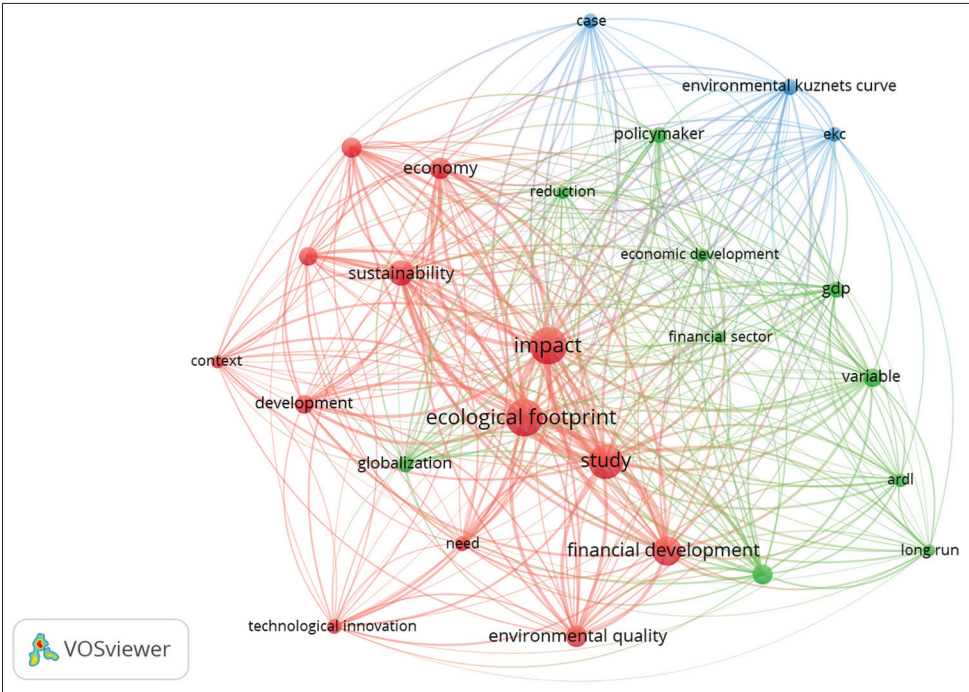 case
environmental kuznets curve
policymaker
ekc
economy
reduction
economic development
sustainability
gdp
financial sector
impact
context
variable
development
ecological footprint
globalization
study
ardl
need
financial development
long run
technological innovation
environmental quality
VOSviewer